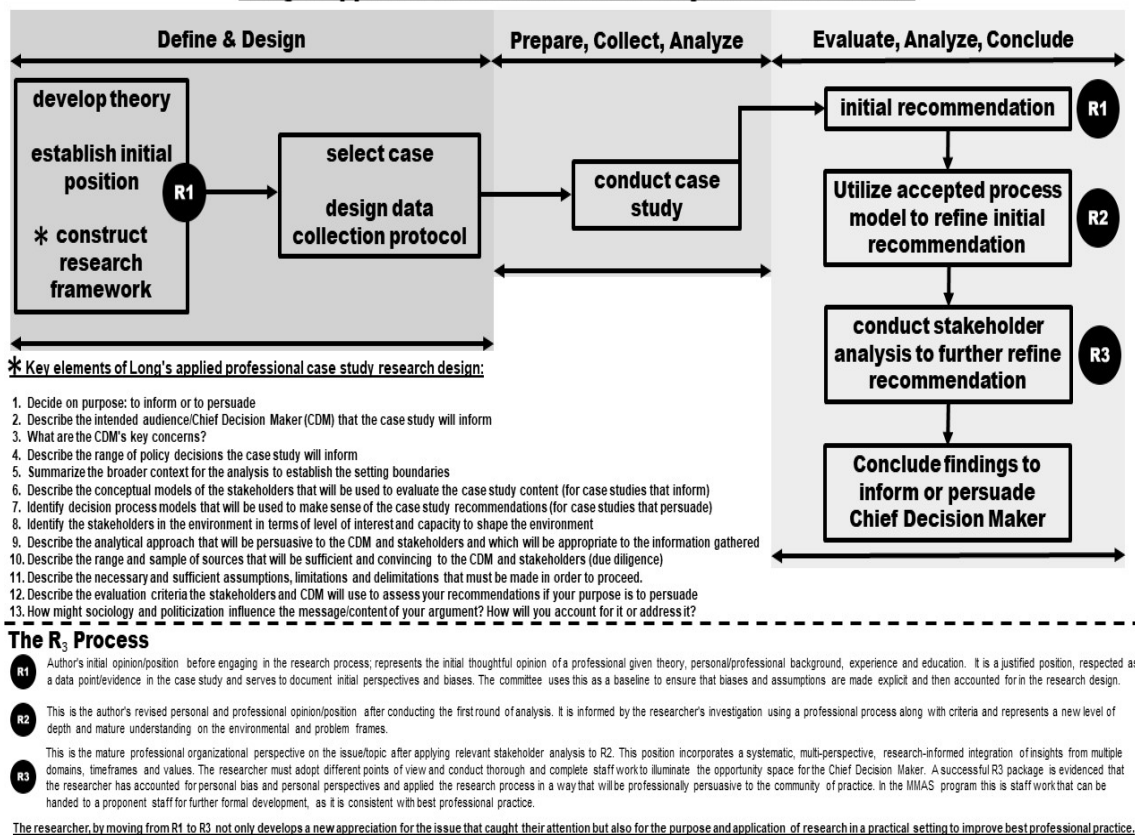 Define & Design
Prepare, Collect, Analyze
Evaluate, Analyze, Conclude
develop theory
establish initial
position
R1
* construct
research
framework
select case
design data
collection protocol
conduct case
study
initial recommendation
R1
Utilize accepted process
model to refine initial
recommendation
R2
conduct stakeholder
analysis to further refine
recommendation
R3
Conclude findings to
inform or persuade
Chief Decision Maker
* Key elements of Long's applied professional case study research design:
1. Decide on purpose: to inform or to persuade
2. Describe the intended audience/Chief Decision Maker (CDM) that the case study will inform
3. What are the CDM's key concerns?
4. Describe the range of policy decisions the case study will inform
5. Summarize the broader context for the analysis to establish the setting boundaries
6. Describe the conceptual models of the stakeholders that will be used to evaluate the case study content (for case studies that inform)
7. Identify decision process models that will be used to make sense of the case study recommendations (for case studies that persuade)
8. Identify the stakeholders in the environment in terms of level of interest and capacity to shape the environment
9. Describe the analytical approach that will be persuasive to the CDM and stakeholders and which will be appropriate to the information gathered
10. Describe the range and sample of sources that will be sufficient and convincing to the CDM and stakeholders (due diligence)
11. Describe the necessary and sufficient assumptions, limitations and delimitations that must be made in order to proceed.
12. Describe the evaluation criteria the stakeholders and CDM will use to assess your recommendations if your purpose is to persuade
13. How might sociology and politicization influence the message/content of your argument? How will you account for it or address it?
The R3 Process
R1
Author's initial opinion/position before engaging in the research process; represents the initial thoughtful opinion of a professional given theory, personal/professional background, experience and education. It is a justified position, respected as
a data point/evidence in the case study and serves to document initial perspectives and biases. The committee uses this as a baseline to ensure that biases and assumptions are made explicit and then accounted for in the research design.
R2
This is the author's revised personal and professional opinion/position after conducting the first round of analysis. It is informed by the researcher's investigation using a professional process along with criteria and represents a new level of
depth and mature understanding on the environmental and problem frames.
R3
This is the mature professional organizational perspective on the issue/topic after applying relevant stakeholder analysis to R2. This position incorporates a systematic, multi-perspective, research-informed integration of insights from multiple
domains, timeframes and values. The researcher must adopt different points of view and conduct thorough and complete staff work to illuminate the opportunity space for the Chief Decision Maker. A successful R3 package is evidenced that
the researcher has accounted for personal bias and personal perspectives and applied the research process in a way that will be professionally persuasive to the community of practice. In the MMAS program this is staff work that can be
handed to a proponent staff for further formal development, as it is consistent with best professional practice.
The researcher, by moving from R1 to R3 not only develops a new appreciation for the issue that caught their attention but also for the purpose and application of research in a practical setting to improve best professional practice.